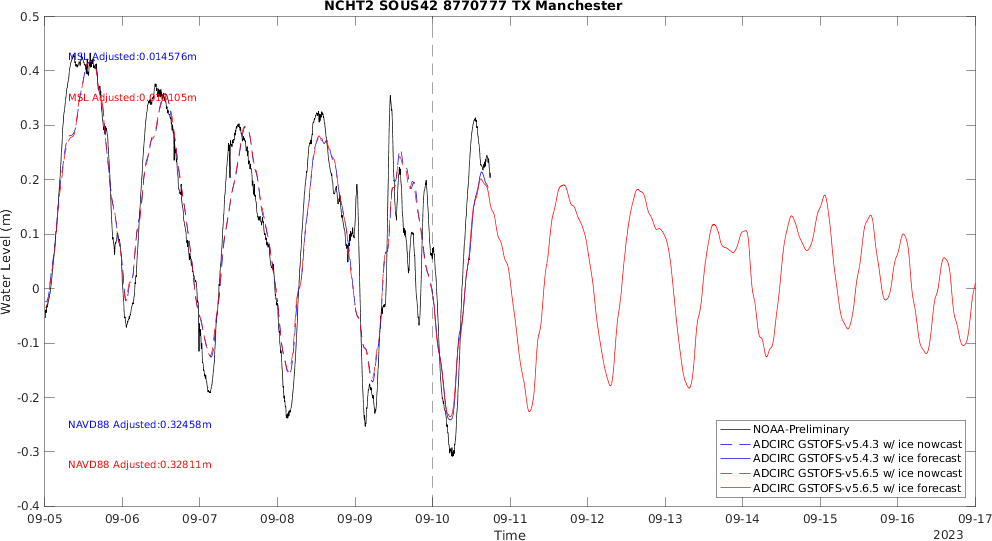 NCHT2 SOUS42 8770777 TX Manchester
0.5
0.4
0.3
0.2
0.1
0
-0.1
-0.2
-0.3
-0.4
Water Level (m)
MSL Adjusted:0.014576m
MSL Adjusted:0.010105m
NAVD88 Adjusted:0.32458m
NAVD88 Adjusted:0.32811m
NOAA-Preliminary
ADCIRC GSTOFS-v5.4.3 w/ ice nowcast
ADCIRC GSTOFS-v5.4.3 w/ ice forecast
ADCIRC GSTOFS-v5.6.5 w/ ice nowcast
ADCIRC GSTOFS-v5.6.5 w/ ice forecast
09-05 09-06 09-07 09-08 09-09 09-10 09-11 09-12 09-13 09-14 09-15 09-16 09-17
Time
2023